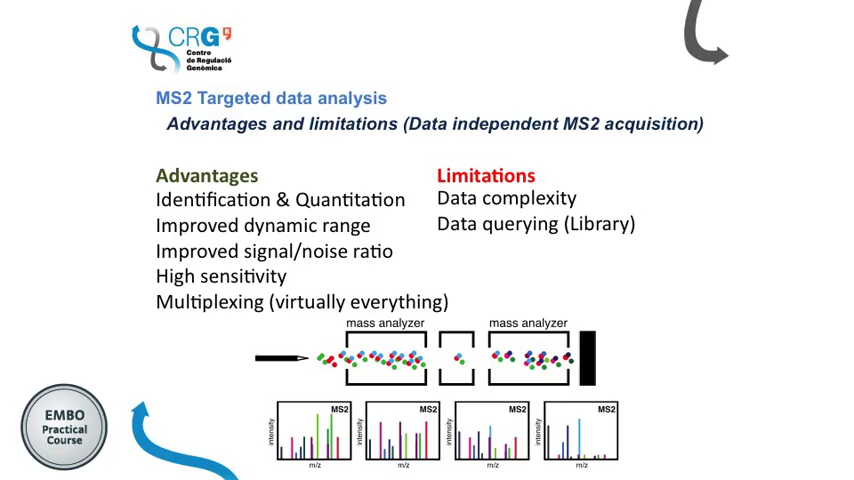 CRG
Centre
de Regulació
Genòmica
MS2 Targeted data analysis
Advantages and limitations (Data independent MS2 acquisition)
Advantages
Identification & Quantitation
Improved dynamic range
Improved signal/noise ratio
High sensitivity
Multiplexing (virtually everything)
Limitations
Data complexity
Data querying (Library)
mass analyzer
mass analyzer
MS2
intensity
m/z
MS2
intensity
m/z
MS2
intensity
m/z
MS2
intensity
m/z
EMBO
Practical
Course